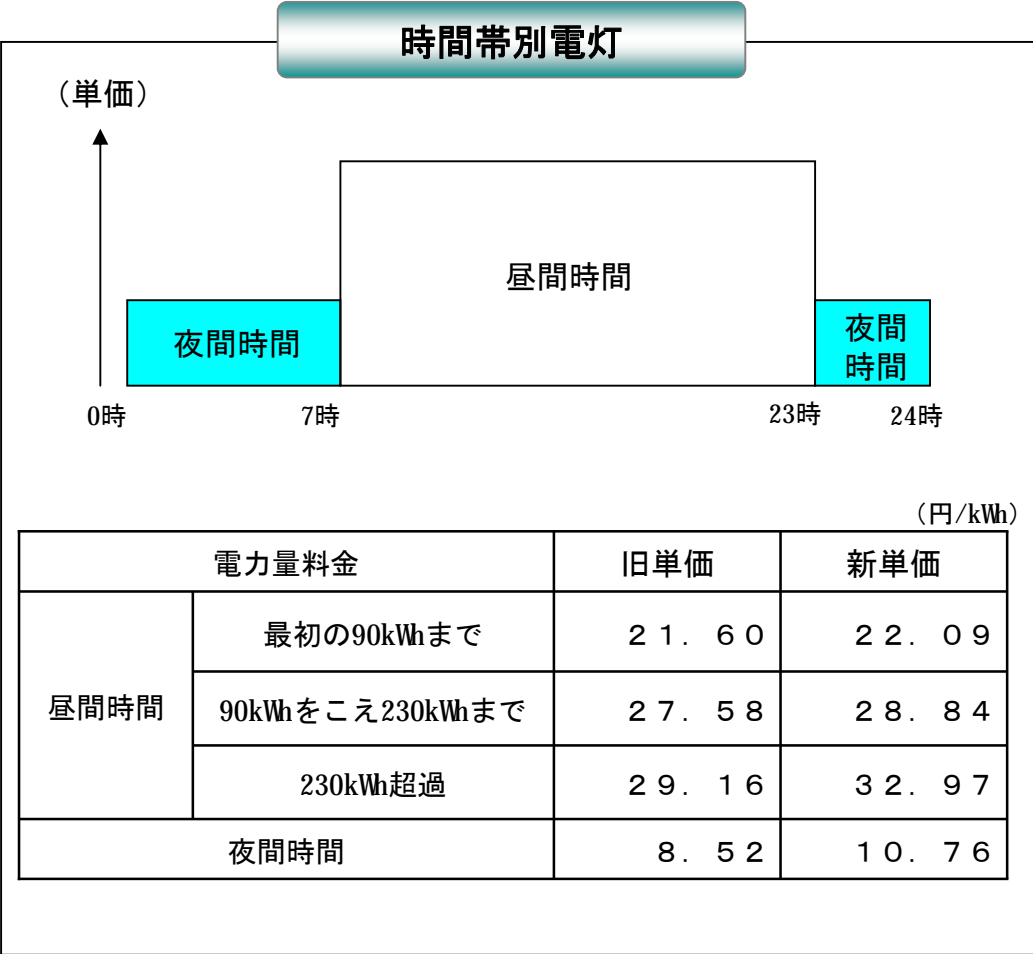 時間帯別電灯
（単価）
昼間時間
夜間時間
夜間
時間
0時 7時 23時 24時
（円/kWh）
電力量料金 旧単価 新単価
昼間時間
最初の90kWhまで ２１．６０ ２２．０９
90kWhをこえ230kWhまで ２７．５８ ２８．８４
230kWh超過 ２９．１６ ３２．９７
夜間時間 ８．５２ １０．７６